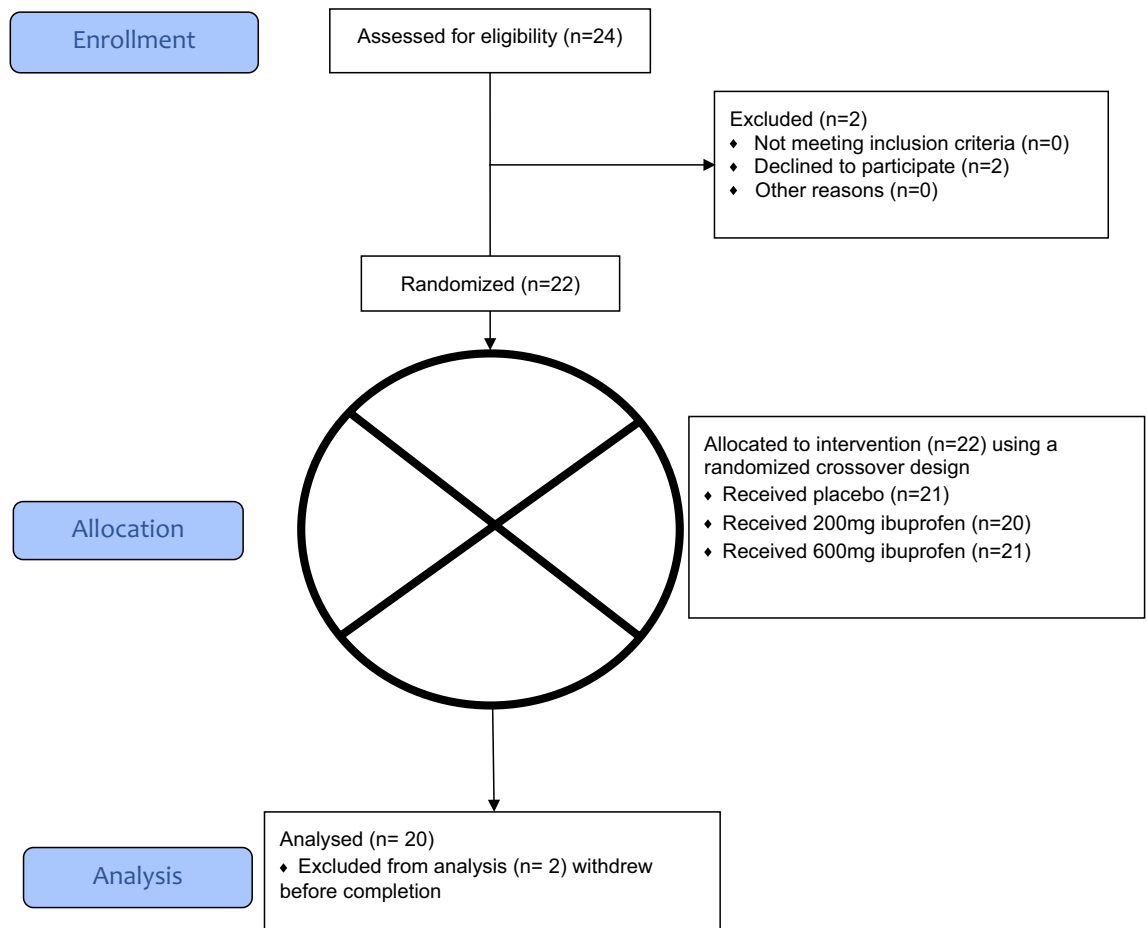 Enrollment
Assessed for eligibility (n=24)
Excluded (n=2)
♦ Not meeting inclusion criteria (n=0)
♦ Declined to participate (n=2)
♦ Other reasons (n=0)
Randomized (n=22)
Allocation
Allocated to intervention (n=22) using a
randomized crossover design
♦ Received placebo (n=21)
♦ Received 200mg ibuprofen (n=20)
♦ Received 600mg ibuprofen (n=21)
Analysis
Analysed (n= 20)
♦ Excluded from analysis (n= 2) withdrew
before completion